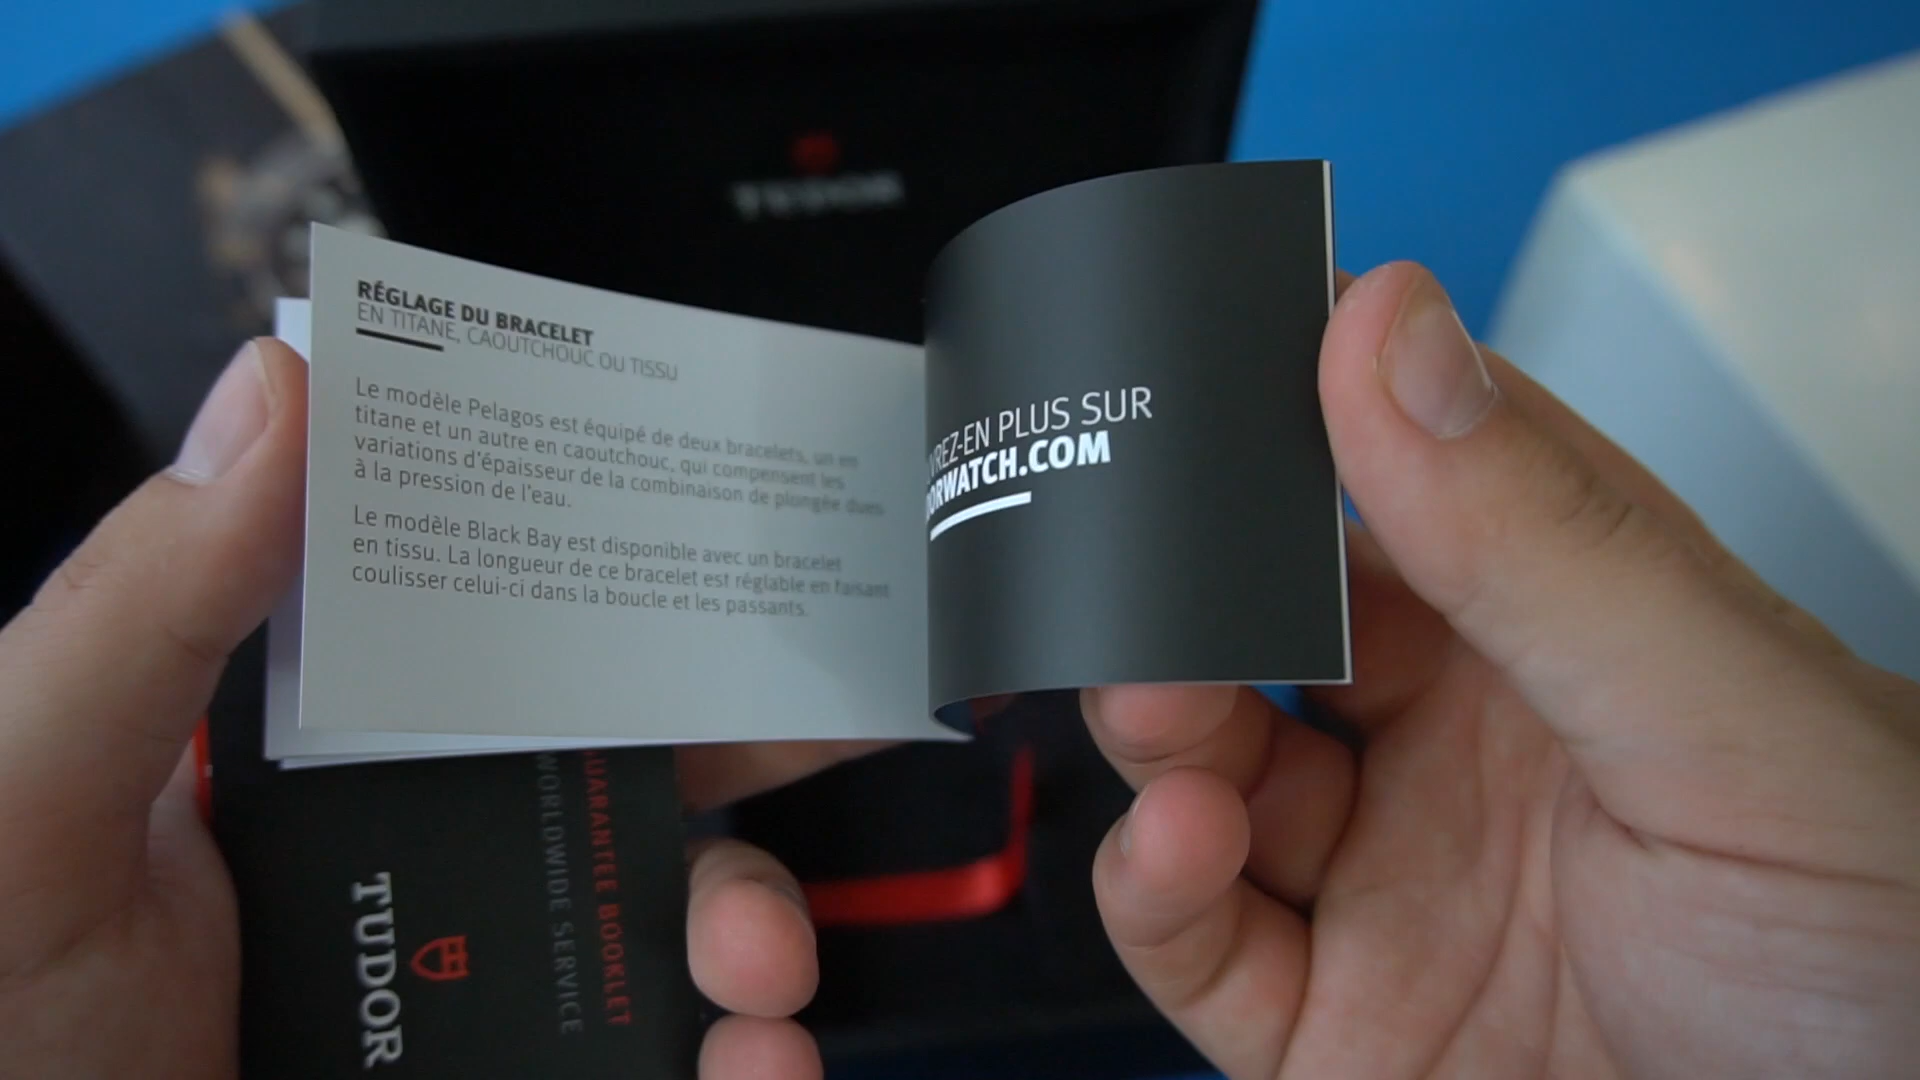 TUDOR
RÉGLAGE DU BRACELET
EN TITANE, CAOUTCHOUC OU TISSU
Le modèle Pelagos est équipé de deux bracelets, un en
titane et un autre en caoutchouc, qui compensent les
variations d'épaisseur de la combinaison de plongée dues
à la pression de l'eau.
Le modèle Black Bay est disponible avec un bracelet
en tissu. La longueur de ce bracelet est réglable en faisant
coulisser celui-ci dans la boucle et les passants.
VREZ-EN PLUS SUR
DORWATCH.COM
GUARANTEE BOOKLET
WORLDWIDE SERVICE
TUDOR